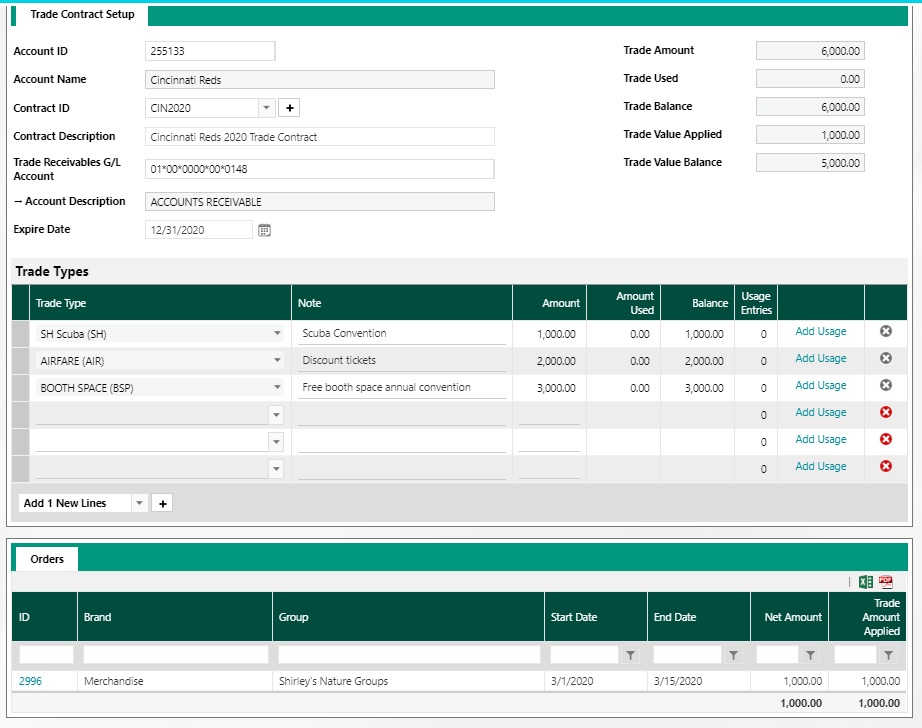 Trade Contract Setup
Account ID 255133
Trade Amount 6,000.00
Account Name Cincinnati Reds
Trade Used 0.00
Contract ID CIN2020 +
Trade Balance 6,000.00
Contract Description Cincinnati Reds 2020 Trade Contract
Trade Value Applied 1,000.00
Trade Receivables G/L
Account 01*00*0000*00*0148
Trade Value Balance 5,000.00
→ Account Description ACCOUNTS RECEIVABLE
Expire Date 12/31/2020
Trade Types
Trade Type Note Amount Amount Used Balance Usage Entries
SH Scuba (SH) Scuba Convention 1,000.00 0.00 1,000.00 0 Add Usage
AIRFARE (AIR) Discount tickets 2,000.00 0.00 2,000.00 0 Add Usage
BOOTH SPACE (BSP) Free booth space annual convention 3,000.00 0.00 3,000.00 0 Add Usage
0 Add Usage
0 Add Usage
0 Add Usage
Add 1 New Lines +
Orders
ID Brand Group Start Date End Date Net Amount Trade Amount Applied
2996 Merchandise Shirley's Nature Groups 3/1/2020 3/15/2020 1,000.00 1,000.00
1,000.00 1,000.00